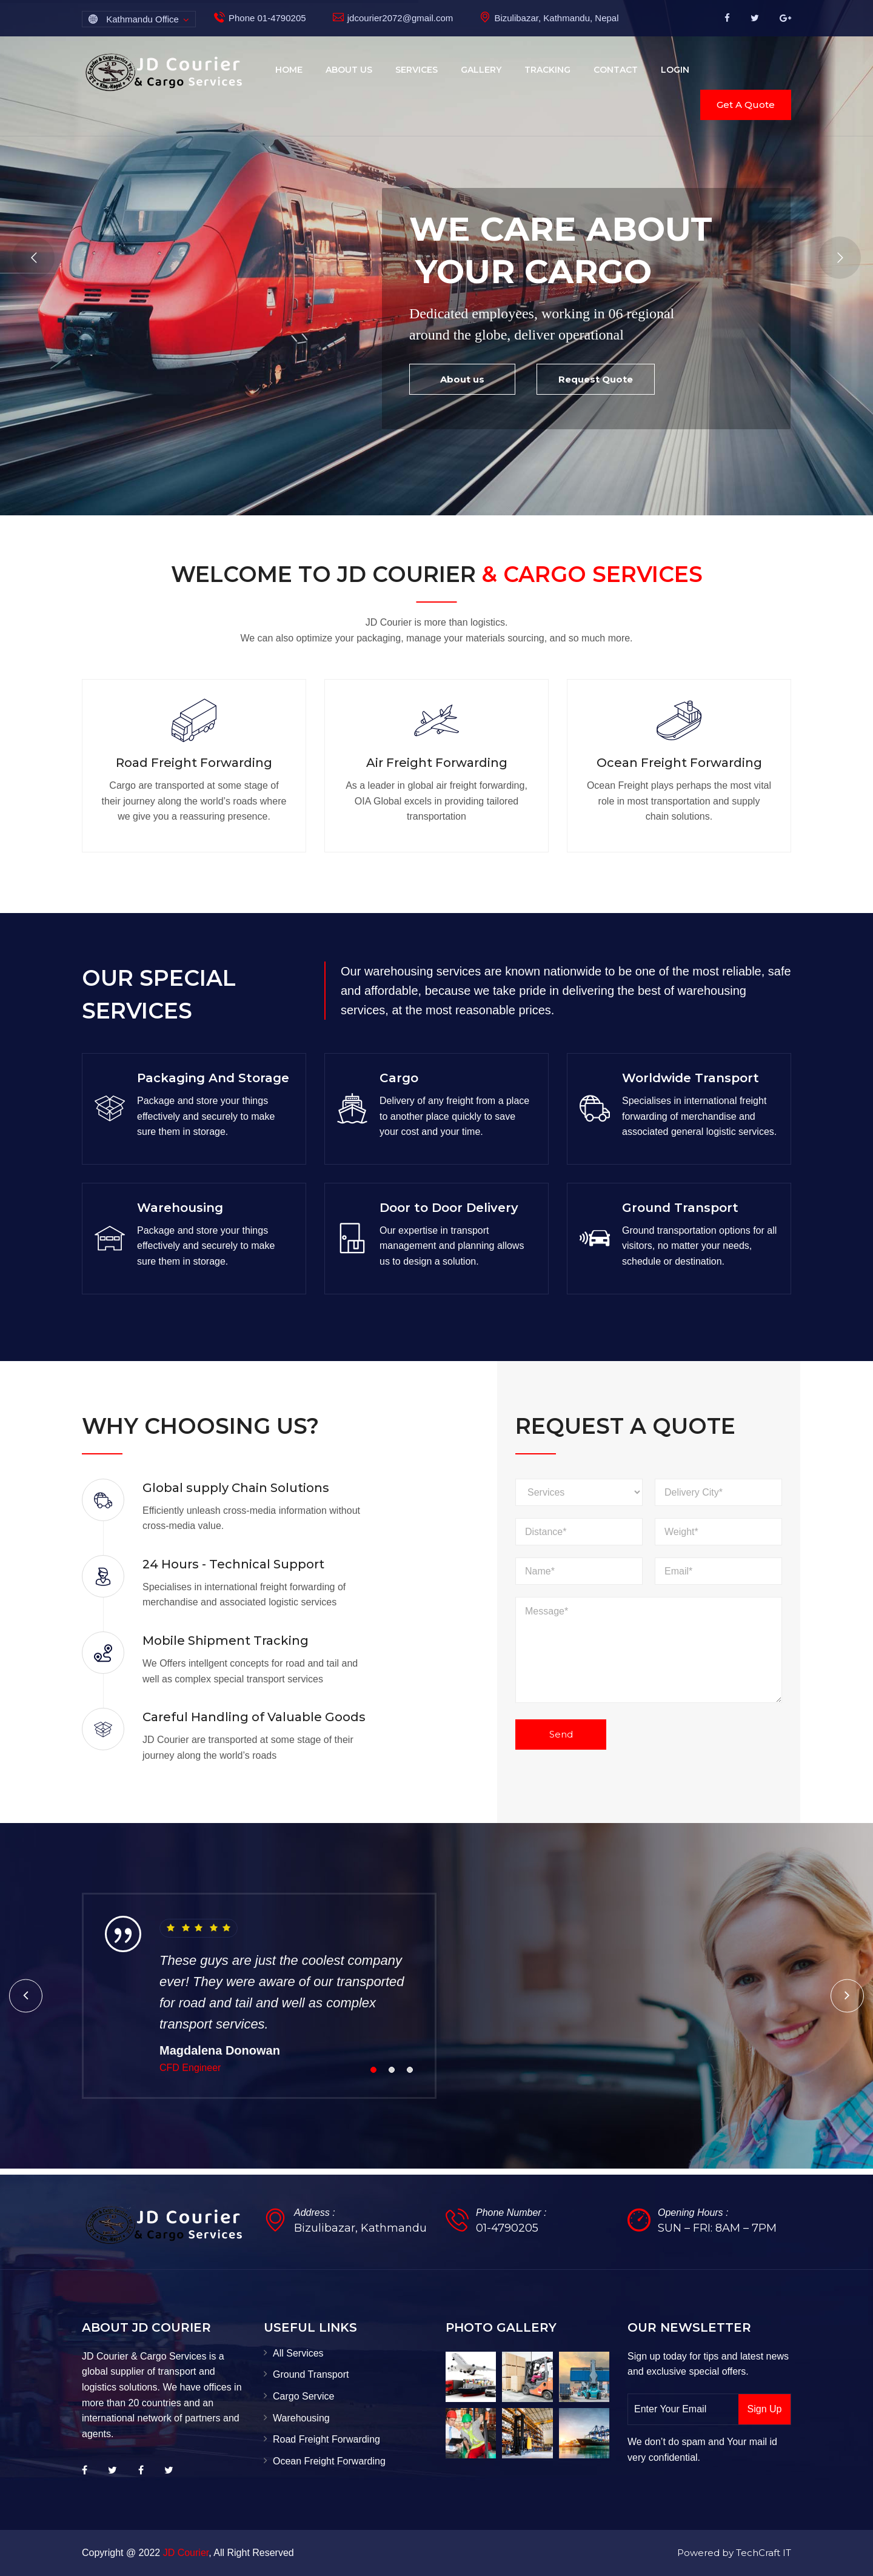 Kathmandu Office
Phone 01-4790205
jdcourier2072@gmail.com
Bizulibazar, Kathmandu, Nepal
JD Courier
& Cargo Services
HOME
ABOUT US
SERVICES
GALLERY
TRACKING
CONTACT
LOGIN
Get A Quote
WE CARE ABOUT
YOUR CARGO
Dedicated employees, working in 06 regional
around the globe, deliver operational
About us
Request Quote
WELCOME TO JD COURIER & CARGO SERVICES
JD Courier is more than logistics.
We can also optimize your packaging, manage your materials sourcing, and so much more.
Road Freight Forwarding
Cargo are transported at some stage of
their journey along the world's roads where
we give you a reassuring presence.
Air Freight Forwarding
As a leader in global air freight forwarding,
OIA Global excels in providing tailored
transportation
Ocean Freight Forwarding
Ocean Freight plays perhaps the most vital
role in most transportation and supply
chain solutions.
OUR SPECIAL
SERVICES
Our warehousing services are known nationwide to be one of the most reliable, safe
and affordable, because we take pride in delivering the best of warehousing
services, at the most reasonable prices.
Packaging And Storage
Package and store your things
effectively and securely to make
sure them in storage.
Cargo
Delivery of any freight from a place
to another place quickly to save
your cost and your time.
Worldwide Transport
Specialises in international freight
forwarding of merchandise and
associated general logistic services.
Warehousing
Package and store your things
effectively and securely to make
sure them in storage.
Door to Door Delivery
Our expertise in transport
management and planning allows
us to design a solution.
Ground Transport
Ground transportation options for all
visitors, no matter your needs,
schedule or destination.
WHY CHOOSING US?
Global supply Chain Solutions
Efficiently unleash cross-media information without
cross-media value.
24 Hours - Technical Support
Specialises in international freight forwarding of
merchandise and associated logistic services
Mobile Shipment Tracking
We Offers intellgent concepts for road and tail and
well as complex special transport services
Careful Handling of Valuable Goods
JD Courier are transported at some stage of their
journey along the world's roads
REQUEST A QUOTE
Services
Delivery City*
Distance*
Weight*
Name*
Email*
Message*
Send
These guys are just the coolest company
ever! They were aware of our transported
for road and tail and well as complex
transport services.
Magdalena Donowan
CFD Engineer
JD Courier
& Cargo Services
Address :
Bizulibazar, Kathmandu
Phone Number :
01-4790205
Opening Hours :
SUN – FRI: 8AM – 7PM
ABOUT JD COURIER
JD Courier & Cargo Services is a
global supplier of transport and
logistics solutions. We have offices in
more than 20 countries and an
international network of partners and
agents.
USEFUL LINKS
All Services
Ground Transport
Cargo Service
Warehousing
Road Freight Forwarding
Ocean Freight Forwarding
PHOTO GALLERY
OUR NEWSLETTER
Sign up today for tips and latest news
and exclusive special offers.
Enter Your Email
Sign Up
We don't do spam and Your mail id
very confidential.
Copyright @ 2022 JD Courier, All Right Reserved
Powered by TechCraft IT